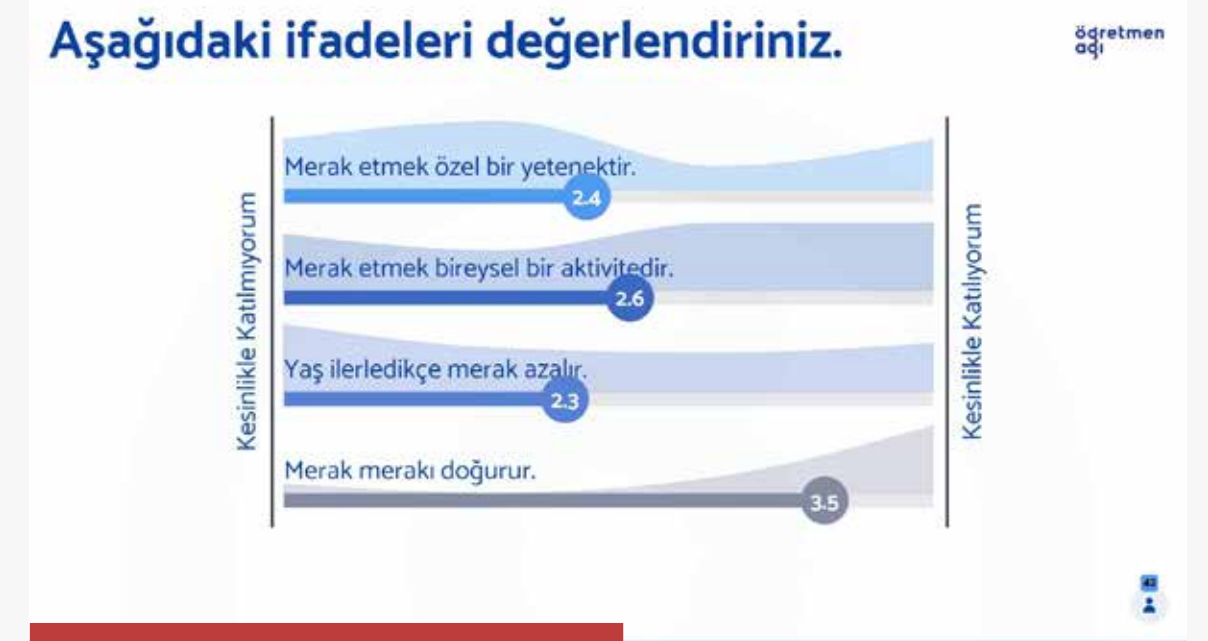 Aşağıdaki ifadeleri değerlendiriniz.
öğretmen
ağı
Kesinlikle Katılmıyorum
Merak etmek özel bir yetenektir.
2.4
Merak etmek bireysel bir aktivitedir.
2.6
Yaş ilerledikçe merak azalır.
2.3
Merak merakı doğurur.
3.5
Kesinlikle Katılıyorum